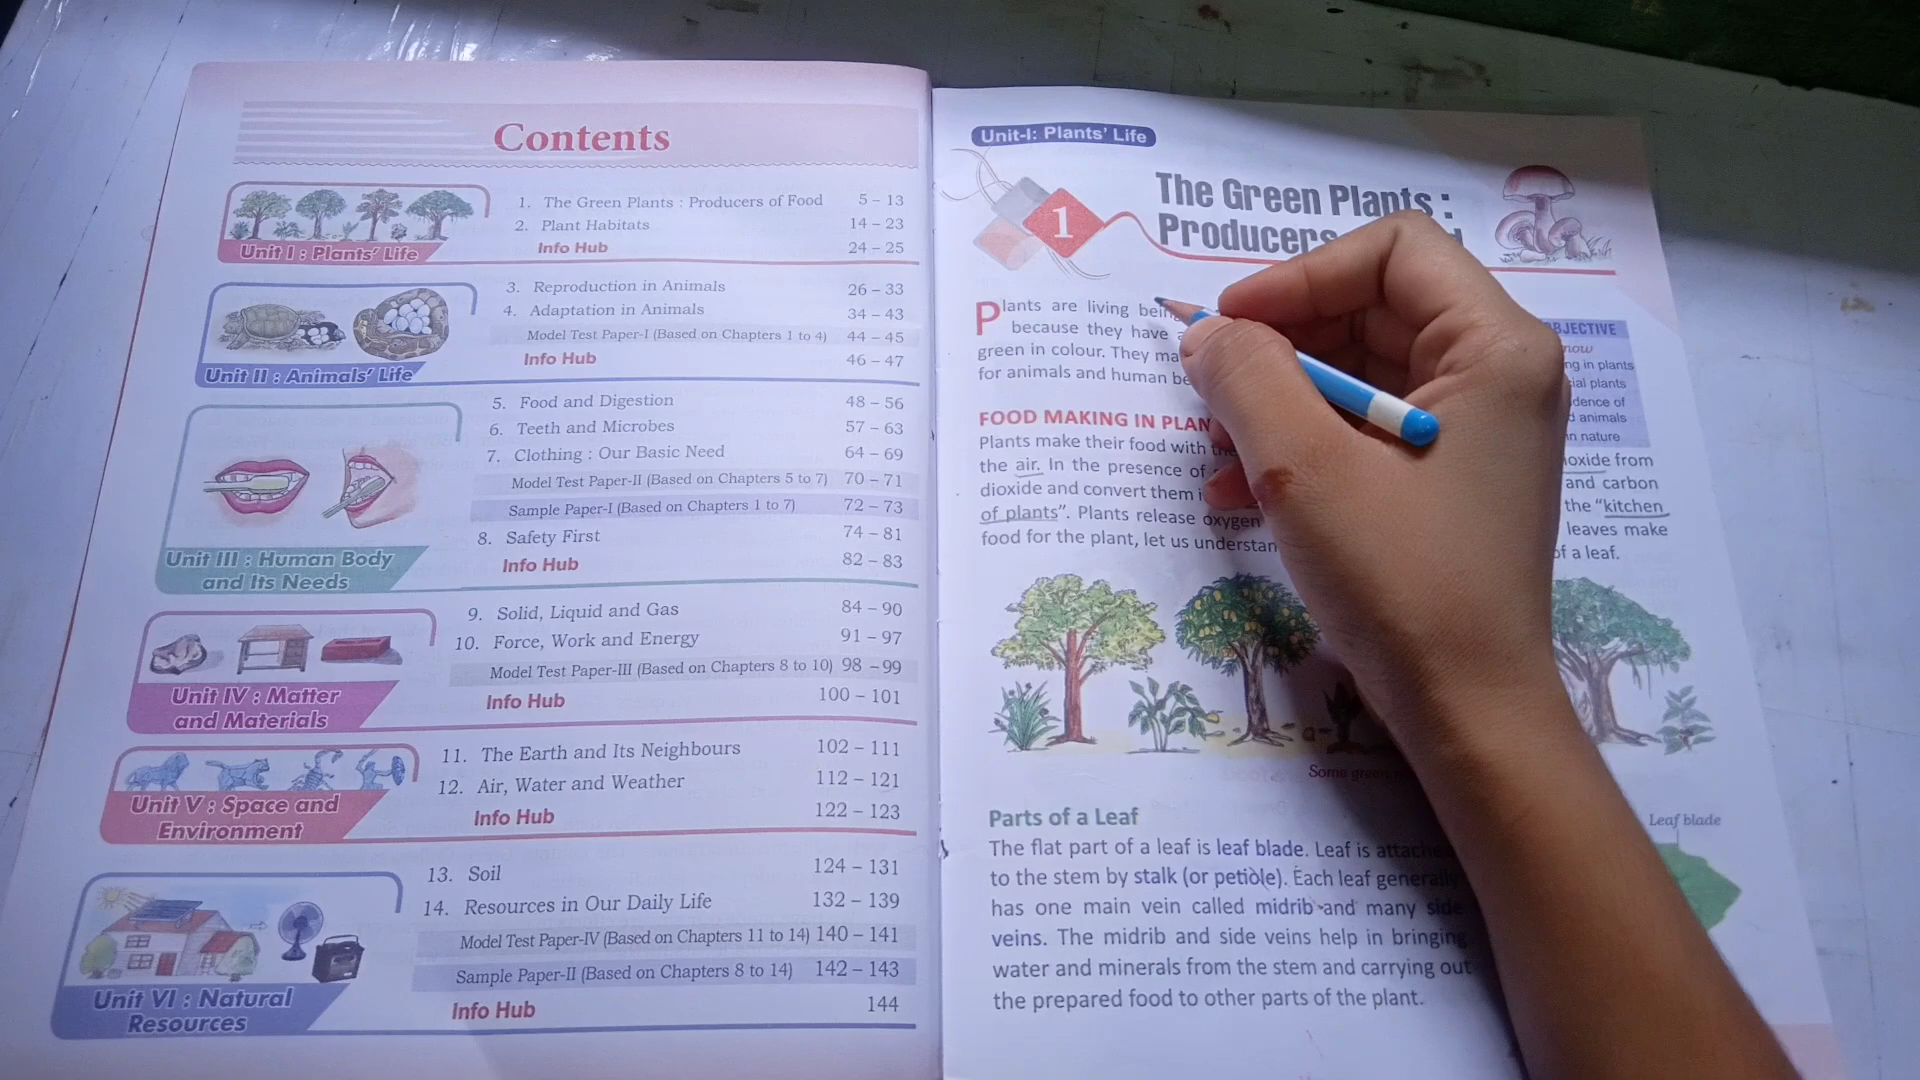 Contents
Unit I : Plants' Life
1. The Green Plants : Producers of Food 5 – 13
2. Plant Habitats 14 – 23
Info Hub 24 – 25
Unit II : Animals' Life
3. Reproduction in Animals 26 – 33
4. Adaptation in Animals 34 – 43
Model Test Paper-I (Based on Chapters 1 to 4) 44 – 45
Info Hub 46 – 47
Unit III : Human Body
and Its Needs
5. Food and Digestion 48 – 56
6. Teeth and Microbes 57 – 63
7. Clothing : Our Basic Need 64 – 69
Model Test Paper-II (Based on Chapters 5 to 7) 70 – 71
Sample Paper-I (Based on Chapters 1 to 7) 72 – 73
8. Safety First 74 – 81
Info Hub 82 – 83
Unit IV : Matter
and Materials
9. Solid, Liquid and Gas 84 – 90
10. Force, Work and Energy 91 – 97
Model Test Paper-III (Based on Chapters 8 to 10) 98 – 99
Info Hub 100 – 101
Unit V : Space and
Environment
11. The Earth and Its Neighbours 102 – 111
12. Air, Water and Weather 112 – 121
Info Hub 122 – 123
Unit VI : Natural
Resources
13. Soil 124 – 131
14. Resources in Our Daily Life 132 – 139
Model Test Paper-IV (Based on Chapters 11 to 14) 140 – 141
Sample Paper-II (Based on Chapters 8 to 14) 142 – 143
Info Hub 144
Unit-I: Plants' Life
1
The Green Plants :
Producers
Plants are living
because they have
green in colour. They
for animals and human
in plants
plants
of
animals
in nature
FOOD MAKING IN
Plants make their food with
the air. In the presence of
dioxide and convert them
of plants". Plants release oxygen
food for the plant, let us
from
and carbon
the "kitchen
leaves make
of a leaf.
Some
Parts of a Leaf
The flat part of a leaf is leaf blade. Leaf is
to the stem by stalk (or petiole). Each leaf generally
has one main vein called midrib and many side
veins. The midrib and side veins help in bringing
water and minerals from the stem and carrying out
the prepared food to other parts of the plant.
Leaf blade